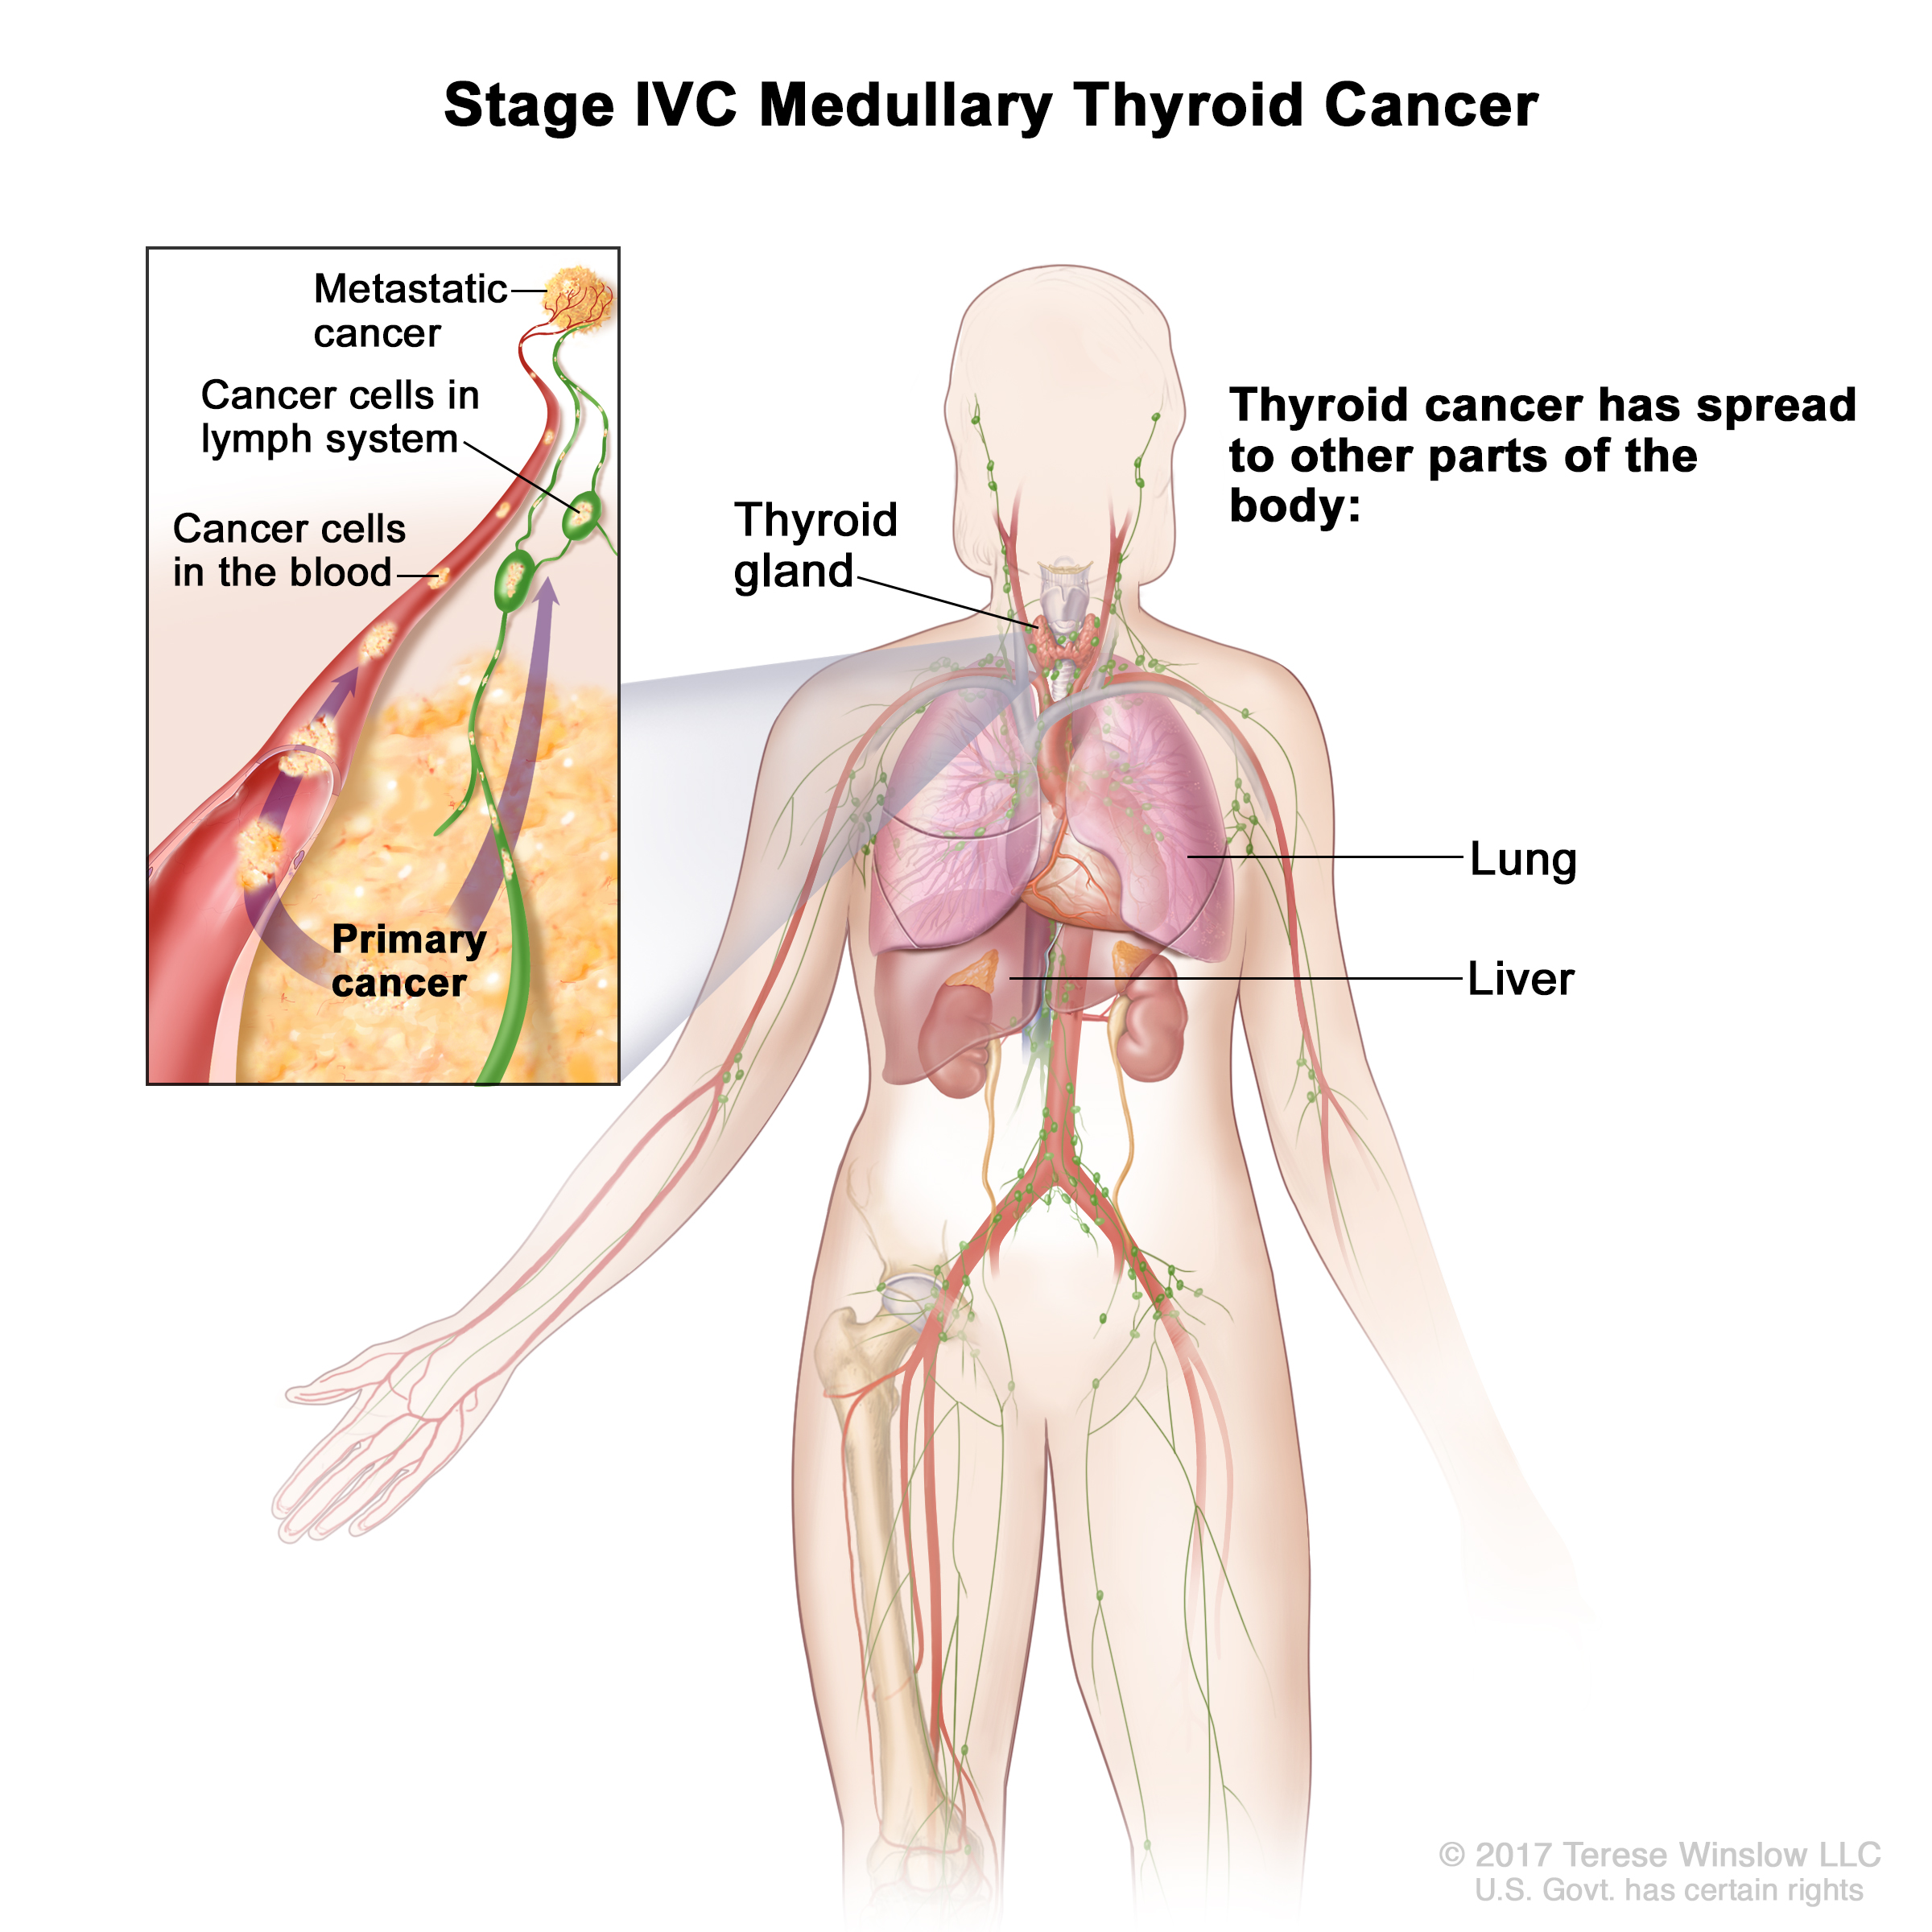 Stage IVC Medullary Thyroid Cancer
Metastatic
cancer
Cancer cells in
lymph system
Cancer cells
in the blood
Primary
cancer
Thyroid
gland
Thyroid cancer has spread
to other parts of the
body:
Lung
Liver
© 2017 Terese Winslow LLC
U.S. Govt. has certain rights